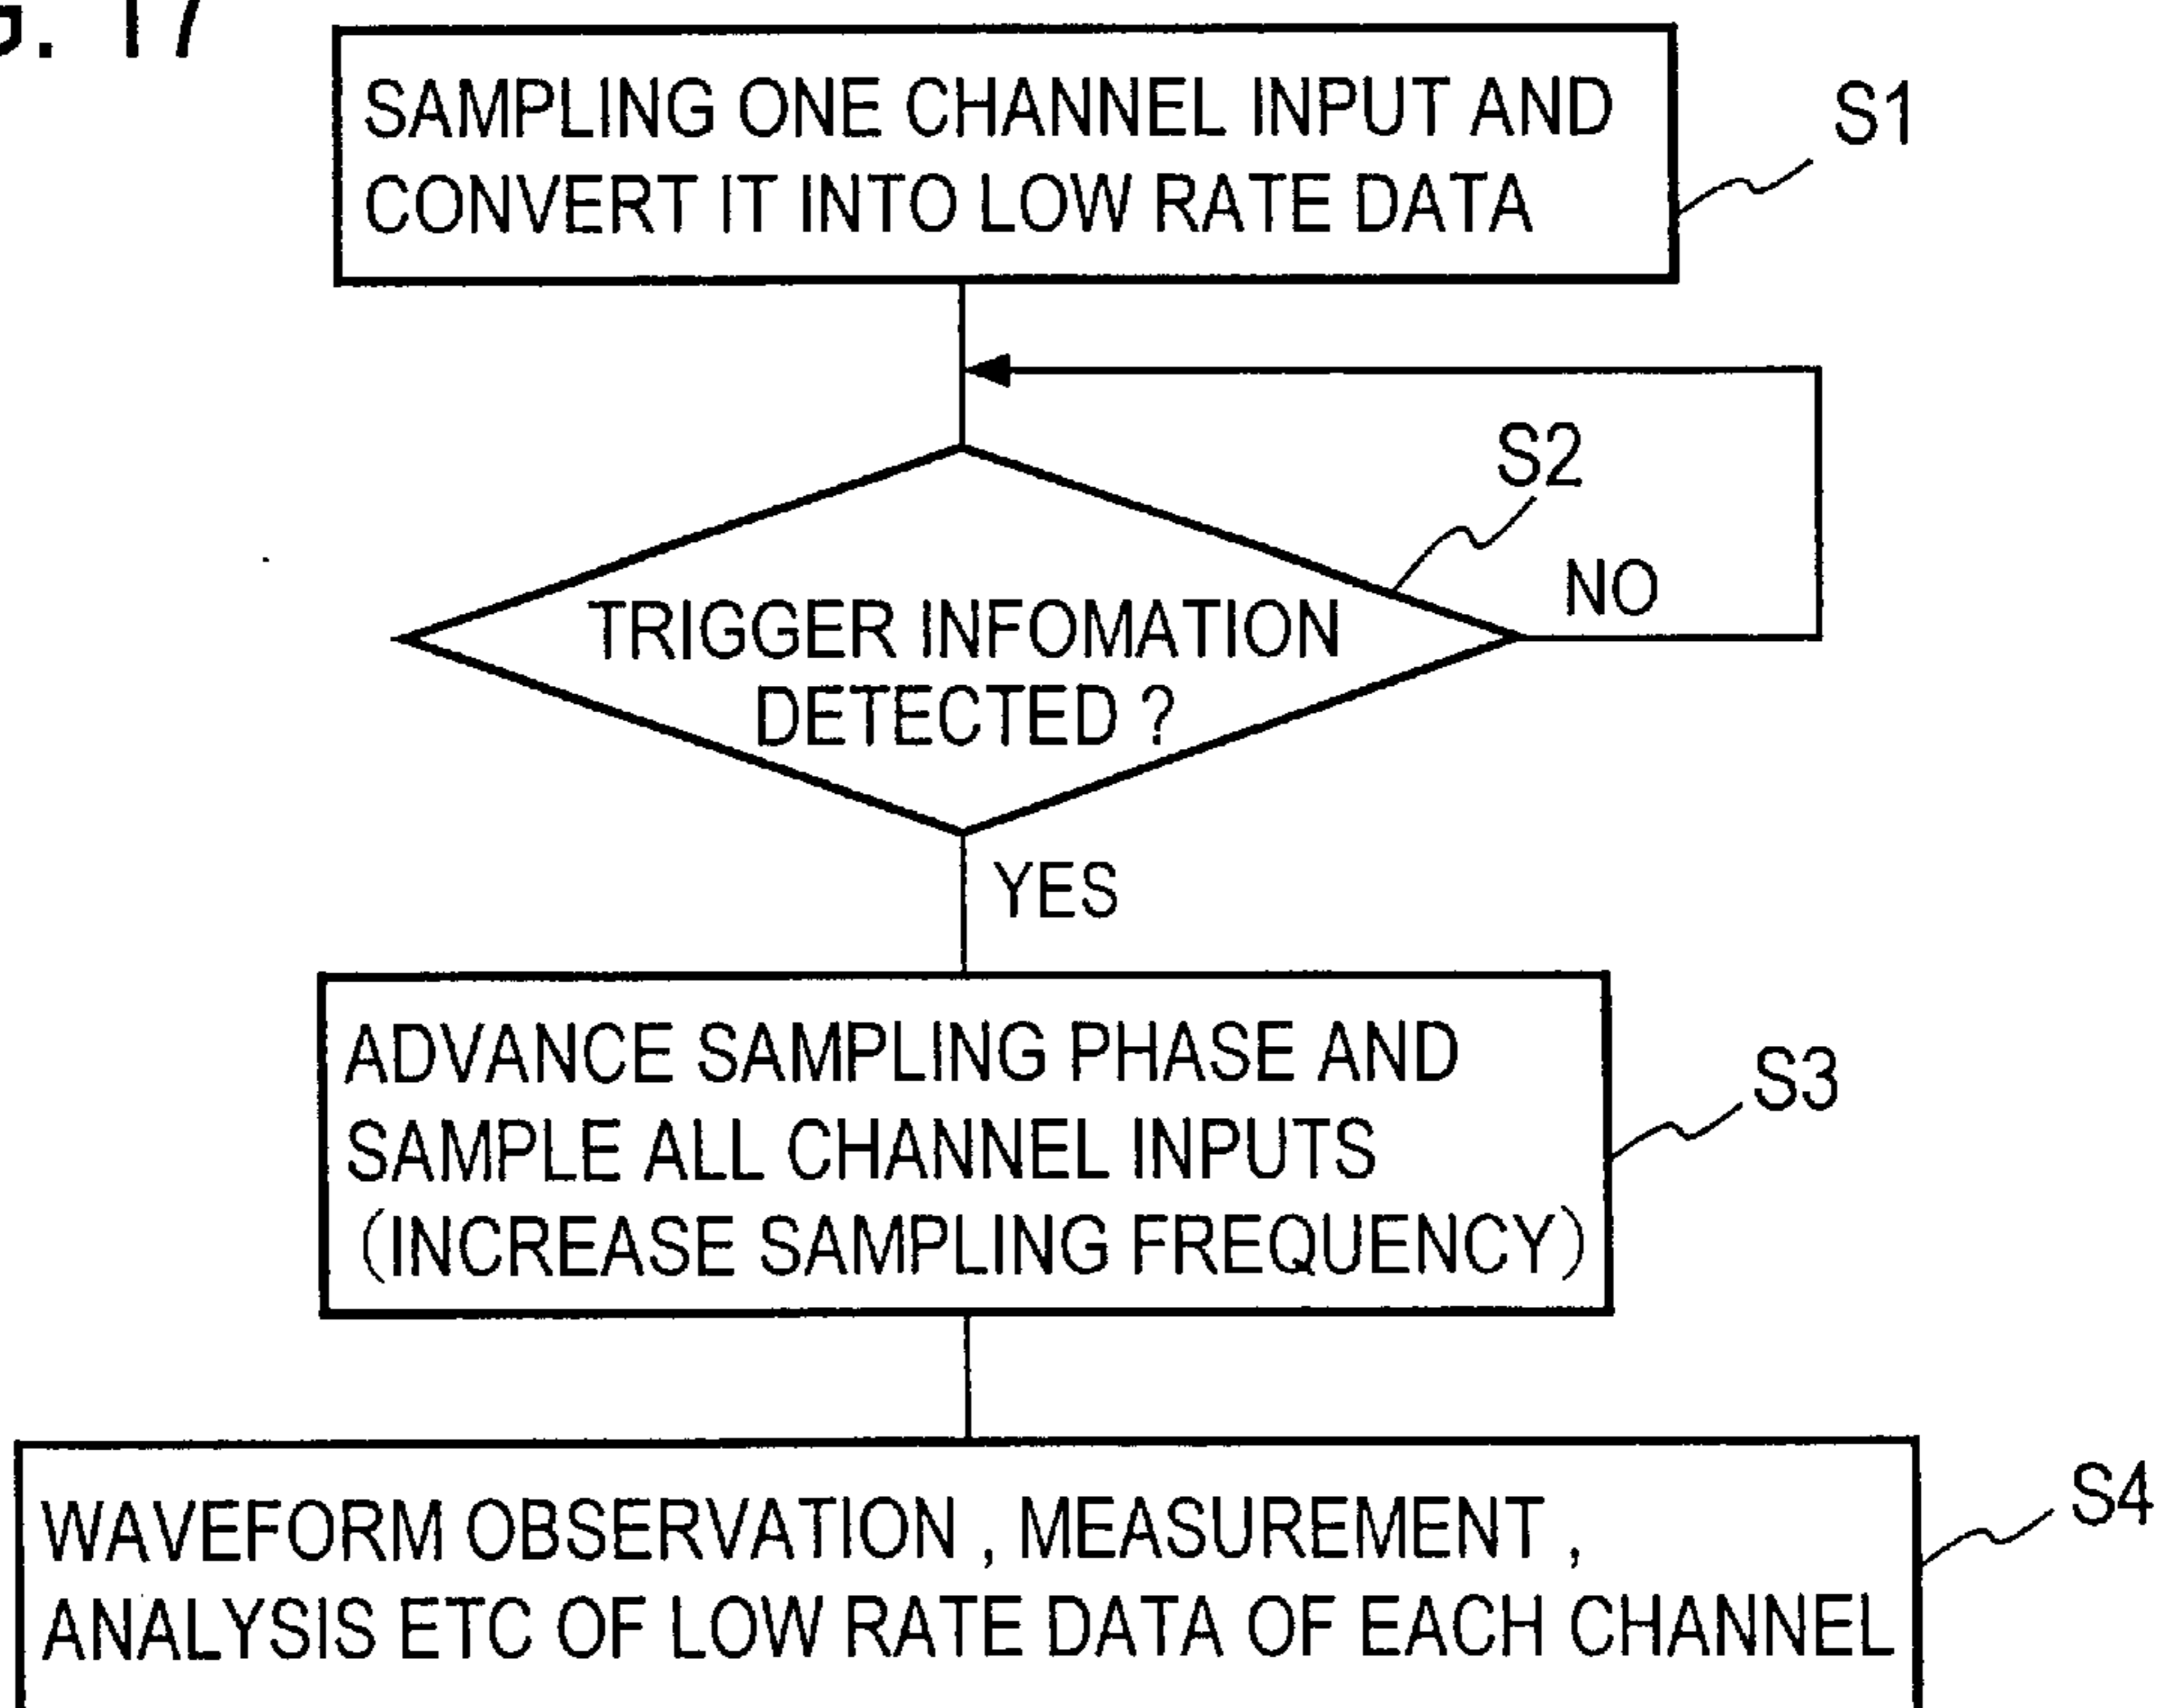 G. 17
SAMPLING ONE CHANNEL INPUT AND
CONVERT IT INTO LOW RATE DATA
S1
S2
NO
TRIGGER INFOMATION
DETECTED ?
YES
ADVANCE SAMPLING PHASE AND
SAMPLE ALL CHANNEL INPUTS
(INCREASE SAMPLING FREQUENCY)
S3
WAVEFORM OBSERVATION , MEASUREMENT ,
ANALYSIS ETC OF LOW RATE DATA OF EACH CHANNEL
S4